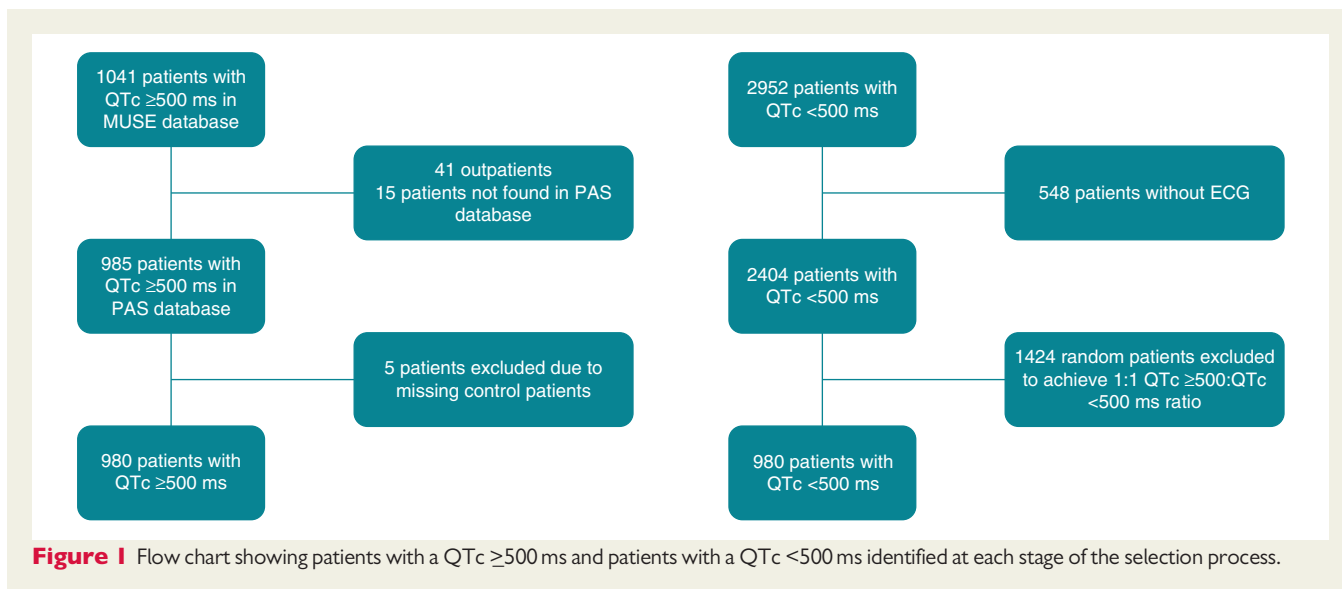 1041 patients with
QTc ≥500 ms in
MUSE database
41 outpatients
15 patients not found in PAS
database
985 patients with
QTc ≥500 ms in
PAS database
5 patients excluded due to
missing control patients
980 patients with
QTc ≥500 ms
2952 patients with
QTc <500 ms
548 patients without ECG
2404 patients with
QTc <500 ms
1424 random patients excluded
to achieve 1:1 QTc ≥500:QTc
<500 ms ratio
980 patients with
QTc <500 ms
Figure 1 Flow chart showing patients with a QTc ≥500 ms and patients with a QTc <500 ms identified at each stage of the selection process.